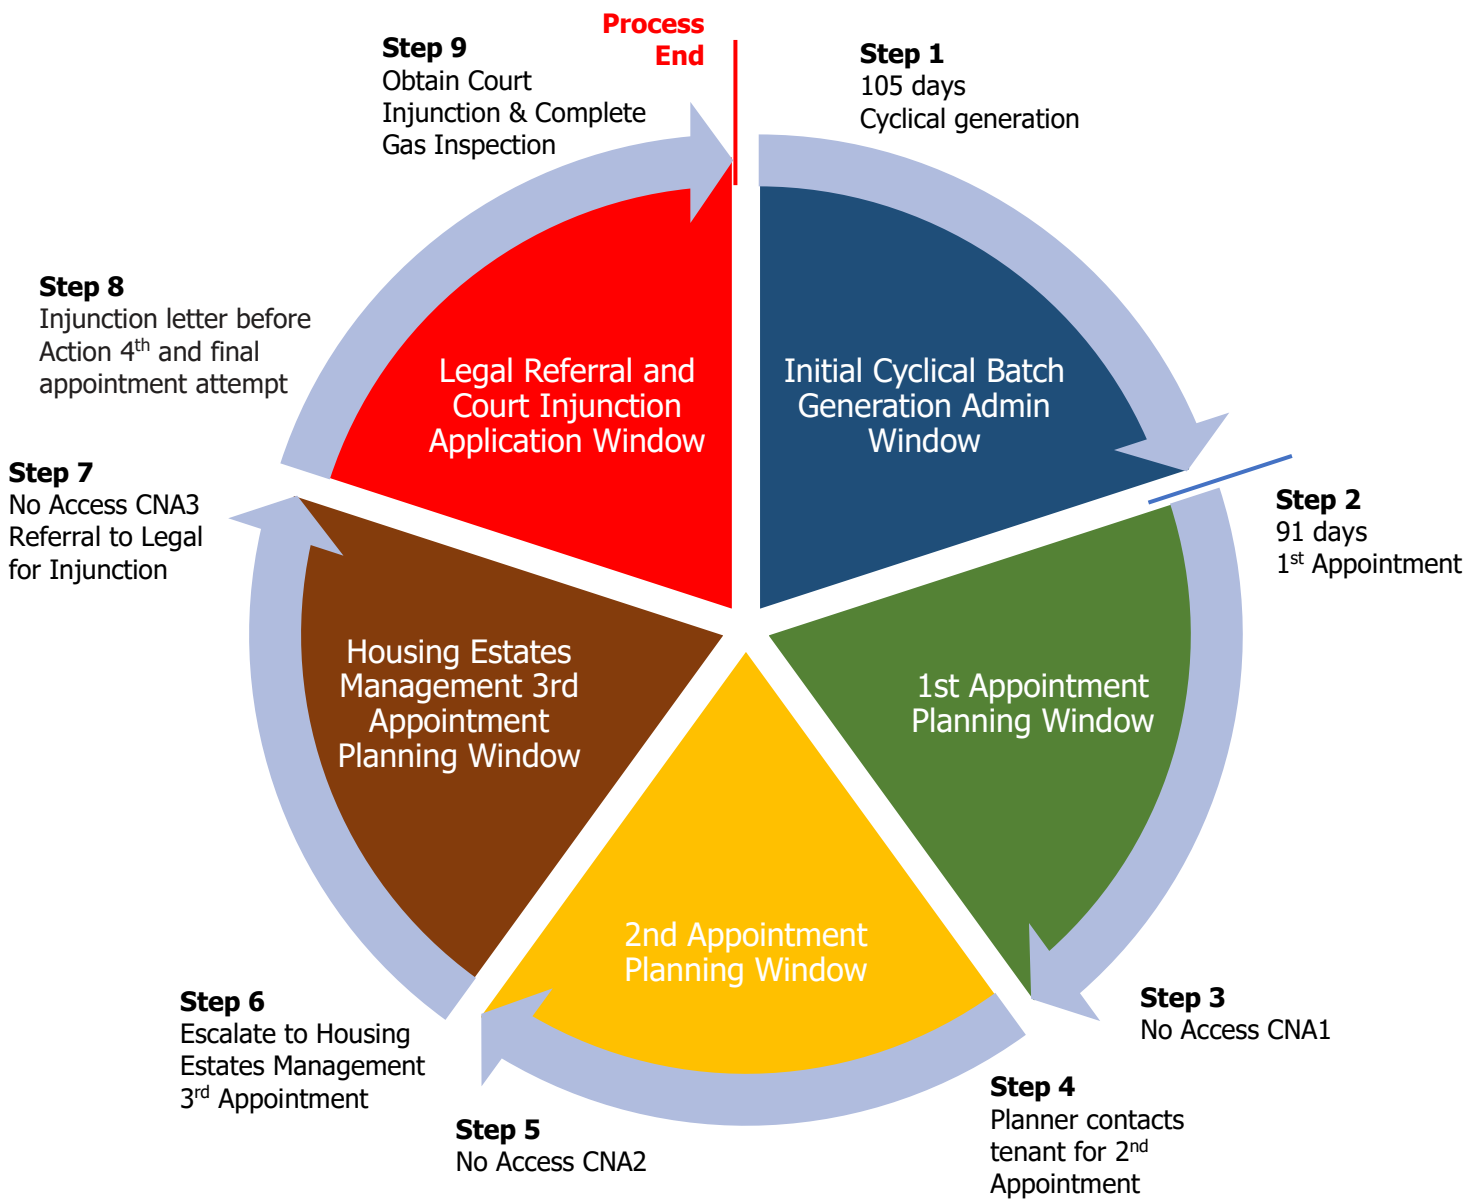 Process
End
Step 1
105 days
Cyclical generation
Step 2
91 days
1st Appointment
Step 3
No Access CNA1
Step 4
Planner contacts
tenant for 2nd
Appointment
Step 5
No Access CNA2
Step 6
Escalate to Housing
Estates Management
3rd Appointment
Step 7
No Access CNA3
Referral to Legal
for Injunction
Step 8
Injunction letter before
Action 4th and final
appointment attempt
Step 9
Obtain Court
Injunction & Complete
Gas Inspection
Initial Cyclical Batch
Generation Admin
Window
1st Appointment
Planning Window
2nd Appointment
Planning Window
Housing Estates
Management 3rd
Appointment
Planning Window
Legal Referral and
Court Injunction
Application Window